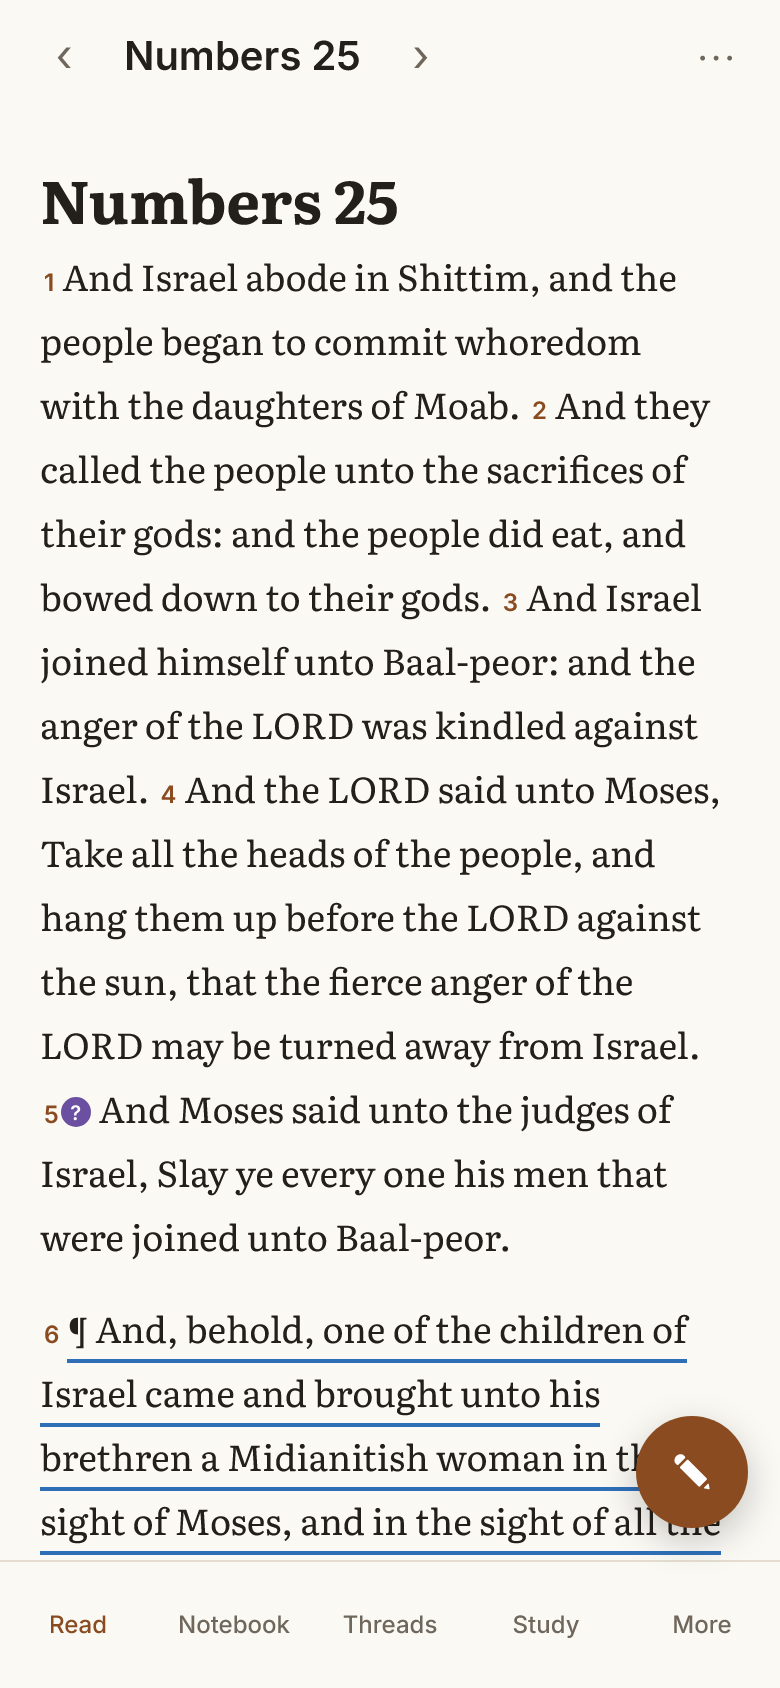 Numbers 25
Numbers 25
1 And Israel abode in Shittim, and the
people began to commit whoredom
with the daughters of Moab. 2 And they
called the people unto the sacrifices of
their gods: and the people did eat, and
bowed down to their gods. 3 And Israel
joined himself unto Baal-peor: and the
anger of the LORD was kindled against
Israel. 4 And the LORD said unto Moses,
Take all the heads of the people, and
hang them up before the LORD against
the sun, that the fierce anger of the
LORD may be turned away from Israel.
5 ? And Moses said unto the judges of
Israel, Slay ye every one his men that
were joined unto Baal-peor.
6 ¶ And, behold, one of the children of
Israel came and brought unto his
brethren a Midianitish woman in
sight of Moses, and in the sight of all the
Read
Notebook
Threads
Study
More